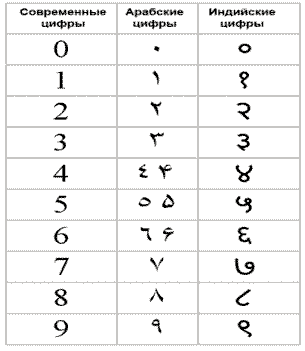 Современные цифры Арабские цифры Индийские цифры
0 ٠ ०
1 ١ १
2 ٢ २
3 ٣ ३
4 ٤ ۴ ४
5 ٥ ۵ ५
6 ٦ ۶ ६
7 ٧ ७
8 ٨ ८
9 ٩ ९